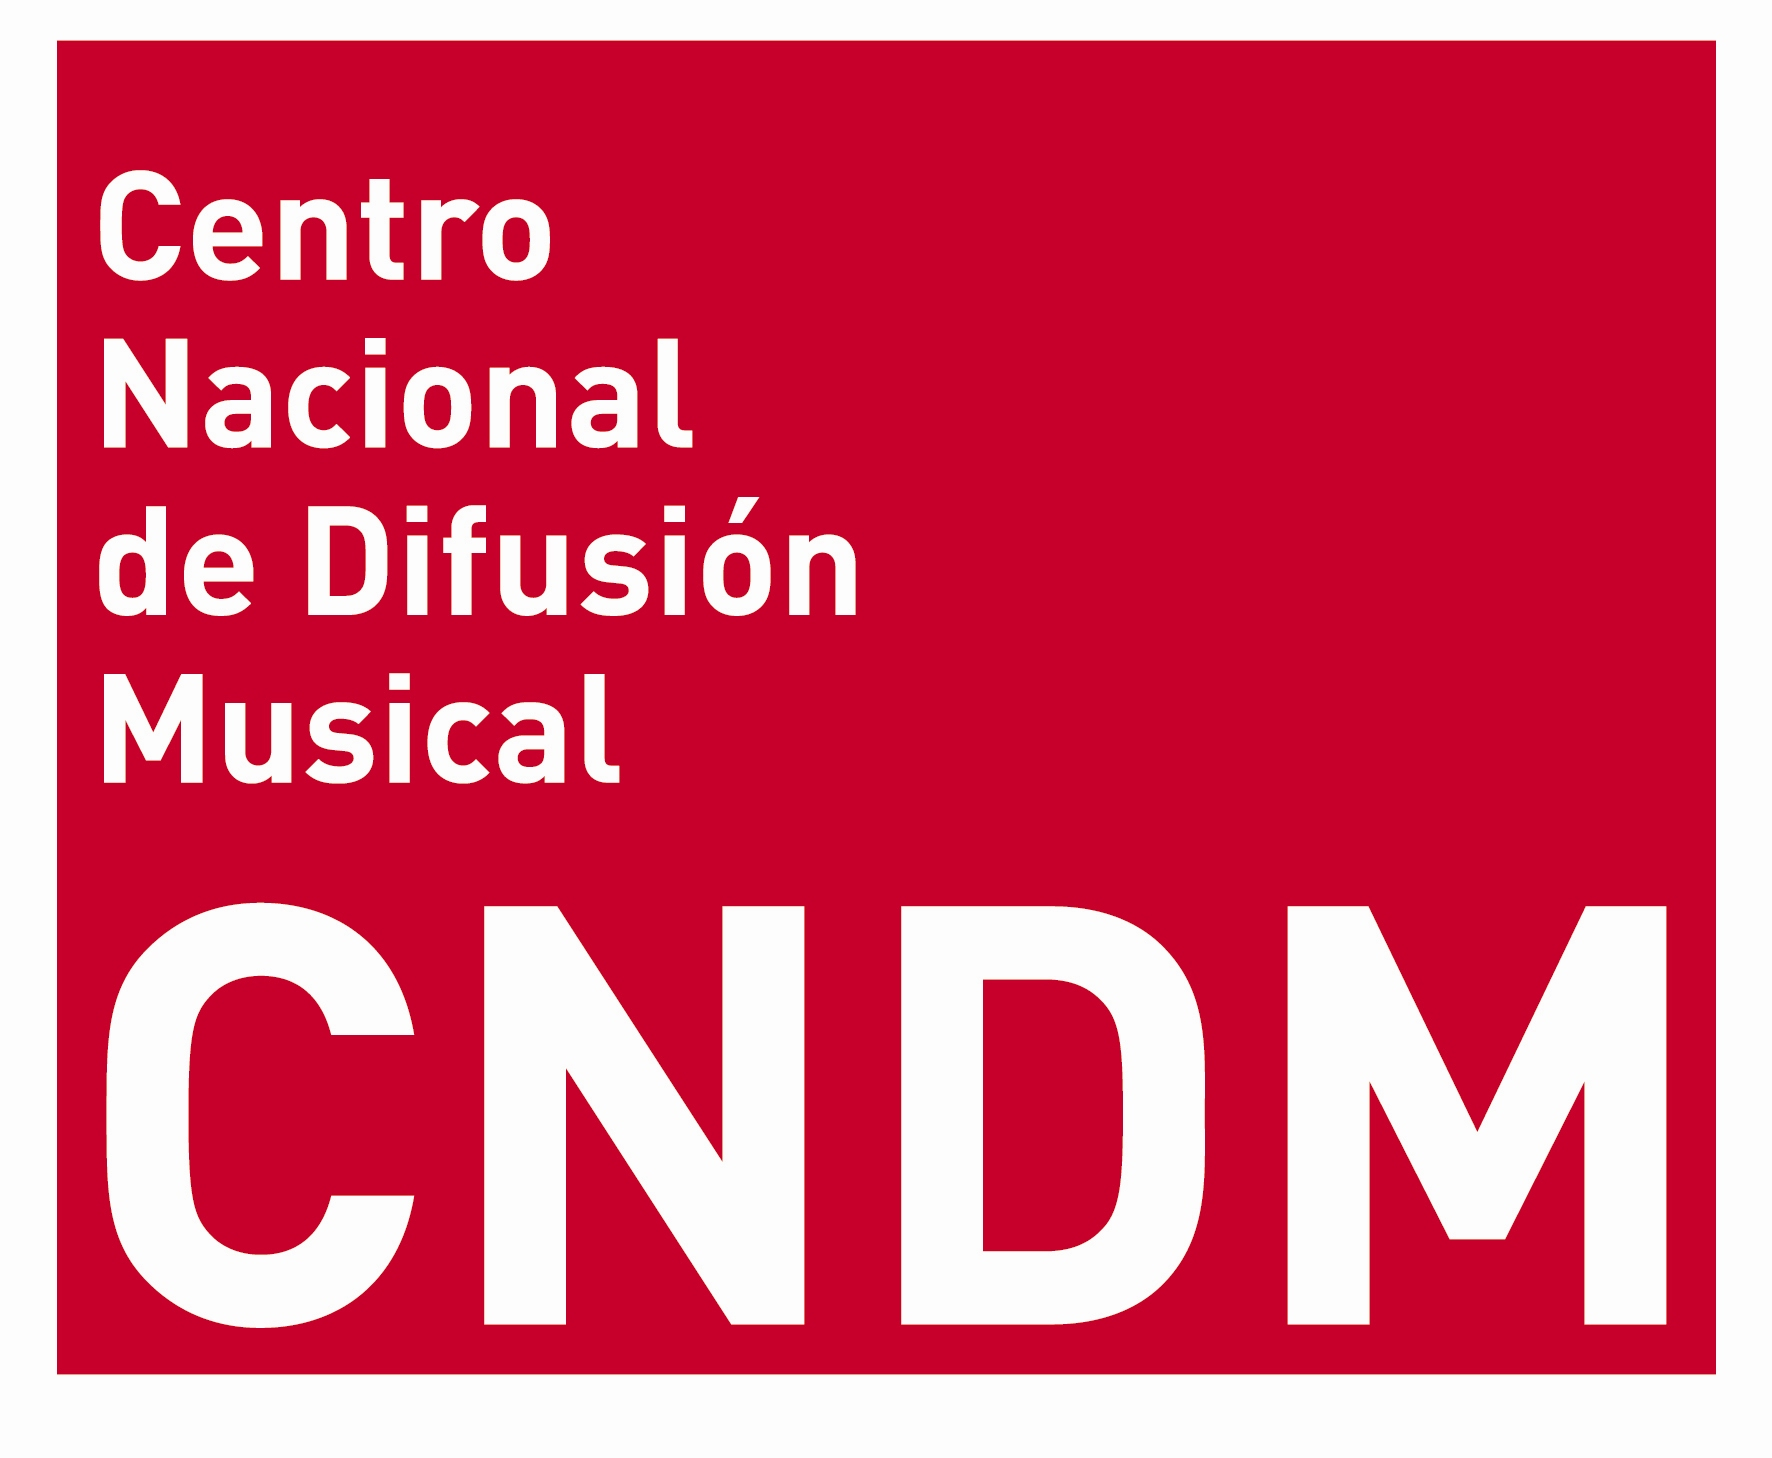 Centro
Nacional
de Difusión
Musical
CNDM